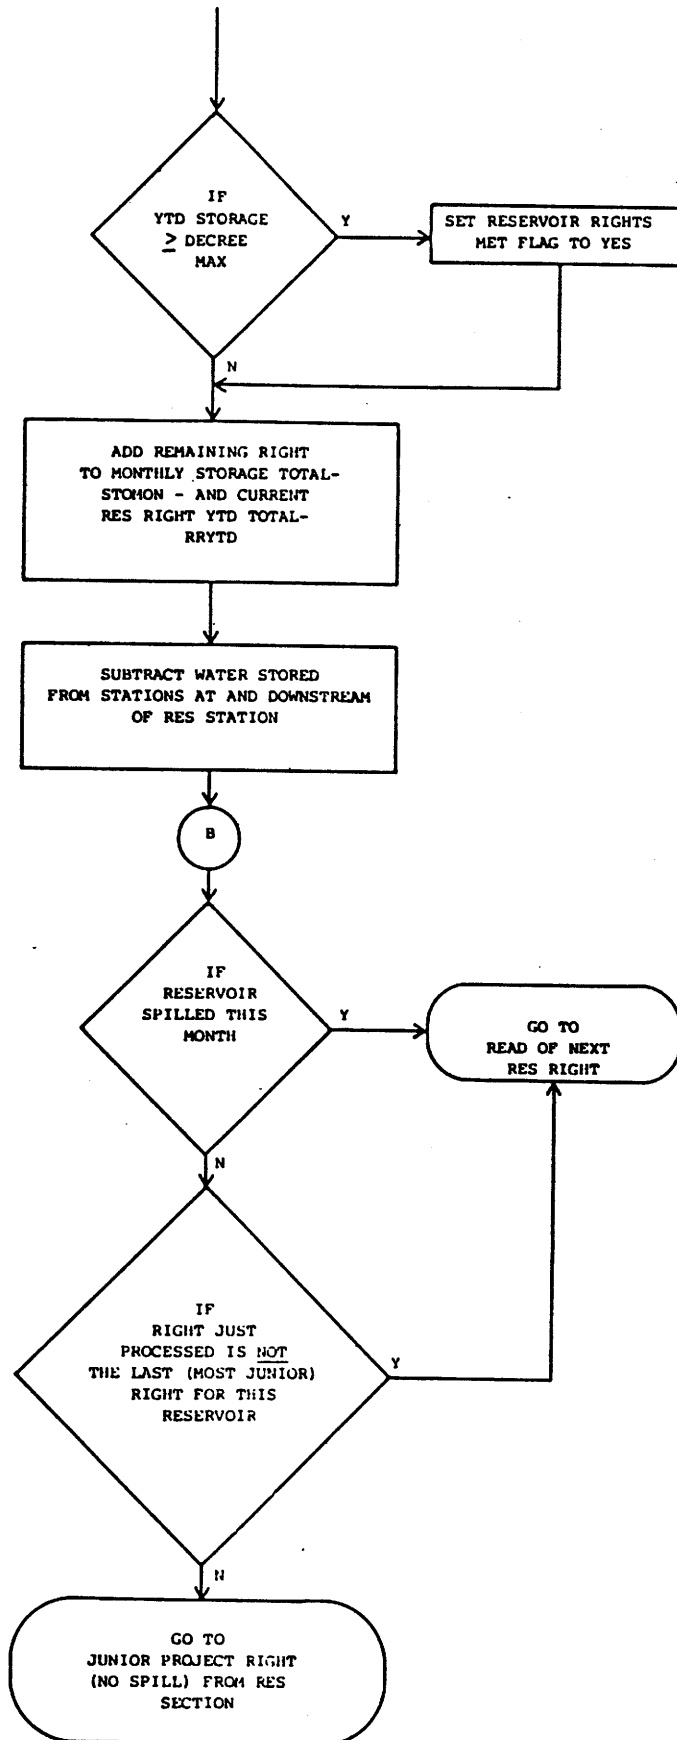 IF
YTD STORAGE
≥ DECREE
MAX
Y
SET RESERVOIR RIGHTS
MET FLAG TO YES
N
ADD REMAINING RIGHT
TO MONTHLY STORAGE TOTAL-
STOMON - AND CURRENT
RES RIGHT YTD TOTAL-
RRYTD
SUBTRACT WATER STORED
FROM STATIONS AT AND DOWNSTREAM
OF RES STATION
B
IF
RESERVOIR
SPILLED THIS
MONTH
Y
GO TO
READ OF NEXT
RES RIGHT
N
IF
RIGHT JUST
PROCESSED IS NOT
THE LAST (MOST JUNIOR)
RIGHT FOR THIS
RESERVOIR
Y
N
GO TO
JUNIOR PROJECT RIGHT
(NO SPILL) FROM RES
SECTION